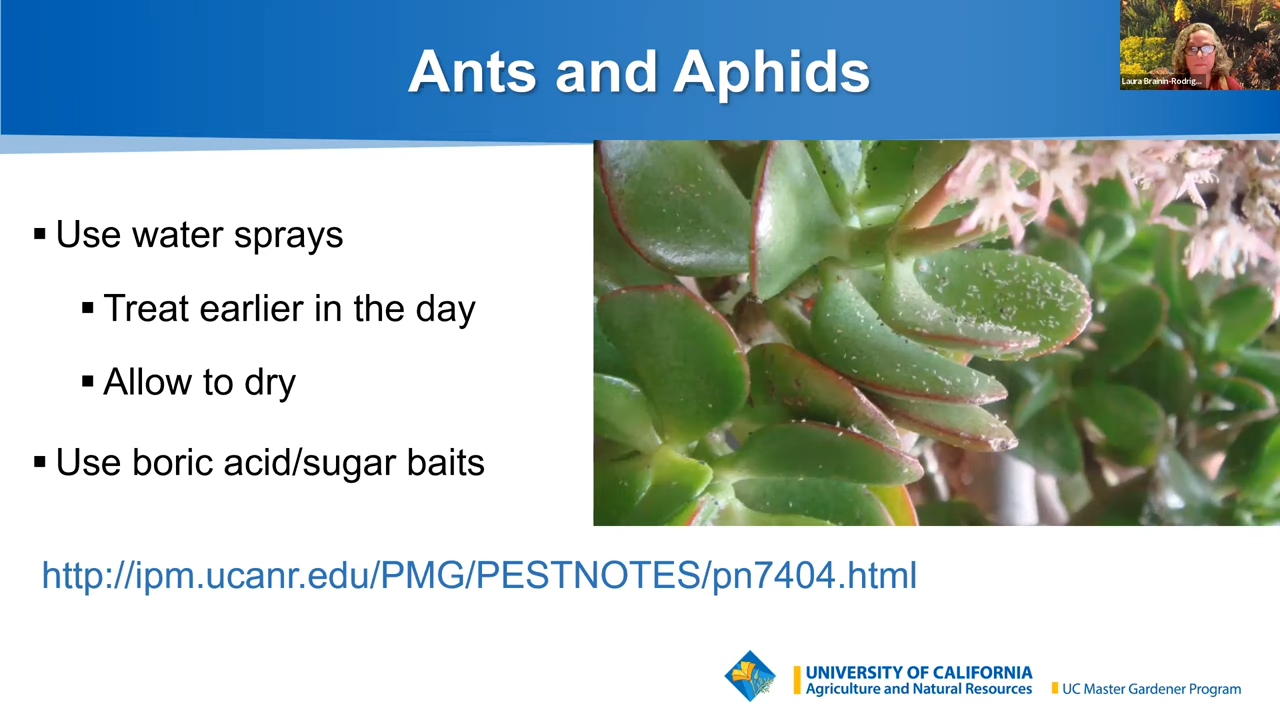 Ants and Aphids
Laura Brainin-Rodrig...
▪ Use water sprays
▪ Treat earlier in the day
▪ Allow to dry
▪ Use boric acid/sugar baits
http://ipm.ucanr.edu/PMG/PESTNOTES/pn7404.html
UNIVERSITY OF CALIFORNIA
Agriculture and Natural Resources
UC Master Gardener Program